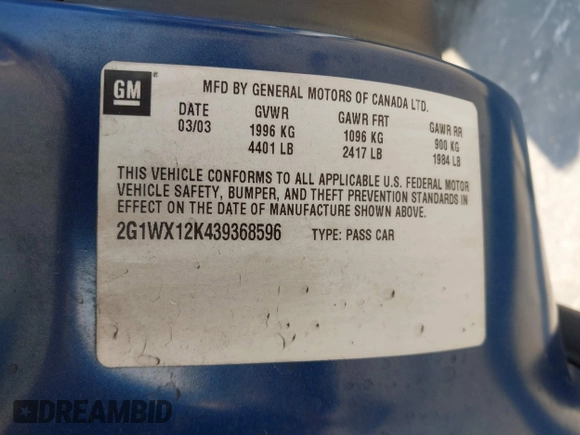 GM
MFD BY GENERAL MOTORS OF CANADA LTD.
DATE GVWR GAWR FRT GAWR RR
03/03 1996 KG 1096 KG 900 KG
4401 LB 2417 LB 1984 LB
THIS VEHICLE CONFORMS TO ALL APPLICABLE U.S. FEDERAL MOTOR
VEHICLE SAFETY, BUMPER, AND THEFT PREVENTION STANDARDS IN
EFFECT ON THE DATE OF MANUFACTURE SHOWN ABOVE.
2G1WX12K439368596 TYPE: PASS CAR
DREAMBID